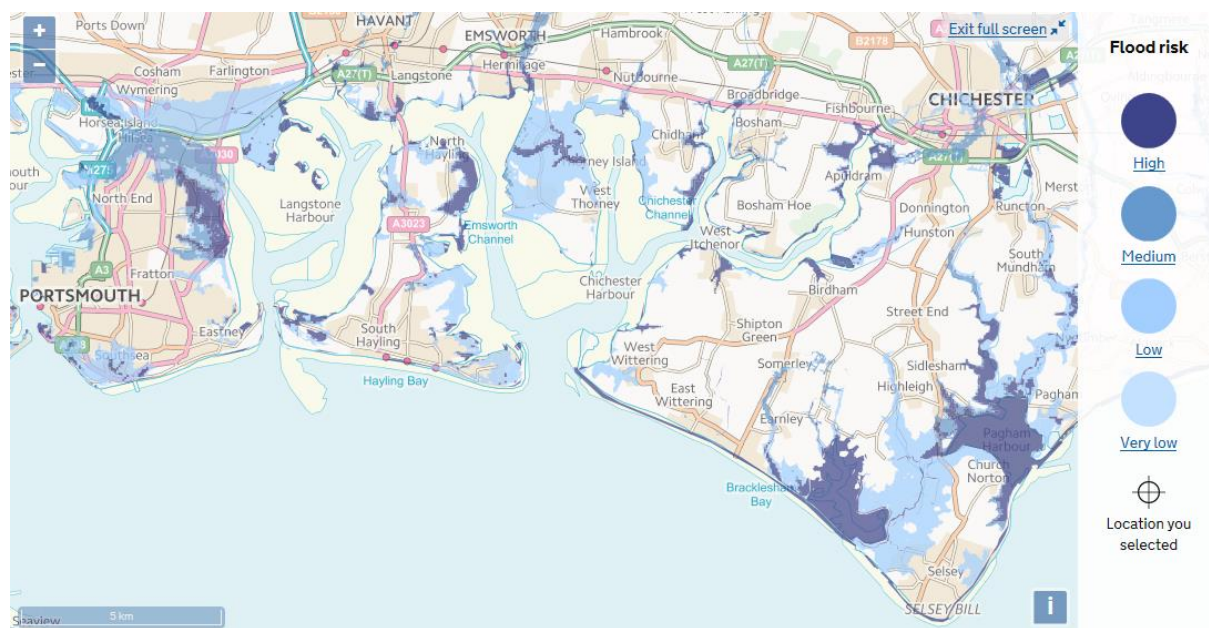 Ports Down
HAVANT
EMSWORTH
Hambrook
B2178
Exit full screen
Flood risk
+
−
Cosham
Farlington
A27(T)
Langstone
Hermitage
Nutbourne
A27(T)
Wymering
Broadbridge
Fishbourne
CHICHESTER
Horsea Island
Hilsea
Bosham
Chidham
North
Hayling
A27(T)
High
North End
Langstone
Harbour
West
Thorney
Chichester
Channel
Bosham Hoe
Apuldram
Donnington
Runcton
A3023
Emsworth
Channel
West
Itchenor
Hunston
South
Mundham
Medium
A3
Fratton
Chichester
Harbour
Birdham
PORTSMOUTH
Street End
Eastney
South
Hayling
Shipton
Green
Southsea
West
Wittering
Somerley
Sidlesham
Low
Hayling Bay
East
Wittering
Highleigh
Pagham
Earnley
Pagham
Harbour
Very low
Church
Norton
Bracklesham
Bay
Location you
selected
Selsey
SELSEY BILL
i
5 km
Seaview